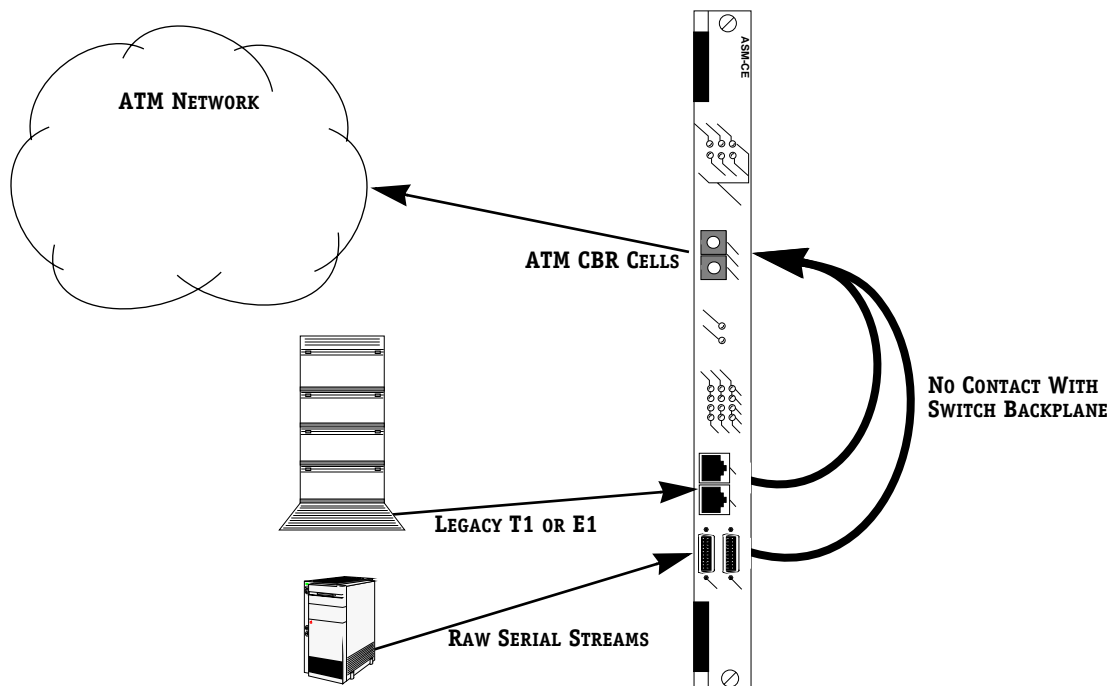 ASM-CE
ATM NETWORK
ATM CBR CELLS
NO CONTACT WITH
SWITCH BACKPLANE
LEGACY T1 OR E1
RAW SERIAL STREAMS